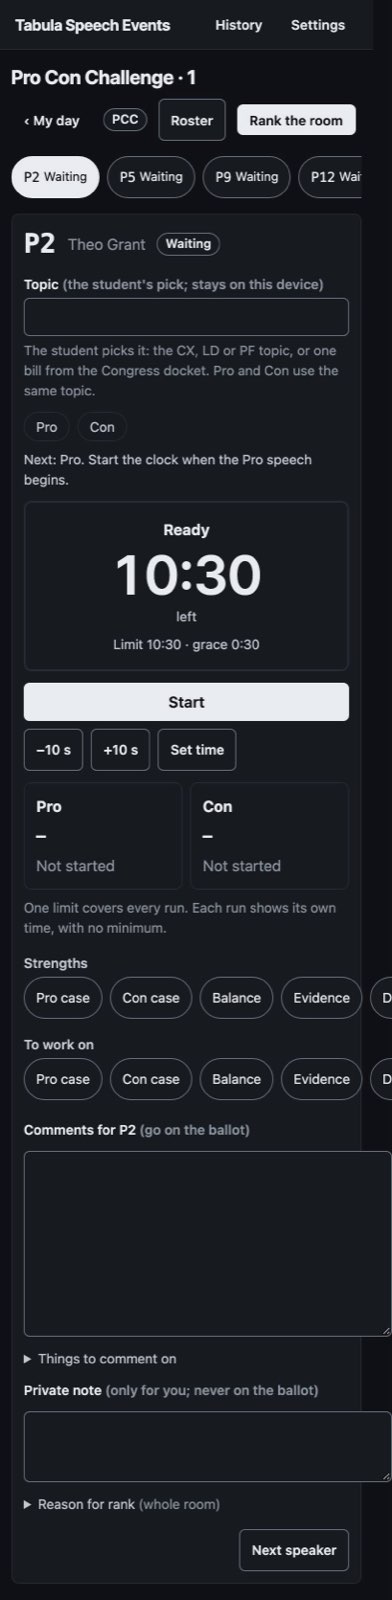 Tabula Speech Events History Settings
Pro Con Challenge · 1
‹ My day PCC Roster Rank the room
P2 Waiting P5 Waiting P9 Waiting P12 Wai
P2 Theo Grant Waiting
Topic (the student's pick; stays on this device)
The student picks it: the CX, LD or PF topic, or one
bill from the Congress docket. Pro and Con use the
same topic.
Pro Con
Next: Pro. Start the clock when the Pro speech
begins.
Ready
10:30
left
Limit 10:30 · grace 0:30
Start
−10 s +10 s Set time
Pro Con
– –
Not started Not started
One limit covers every run. Each run shows its own
time, with no minimum.
Strengths
Pro case Con case Balance Evidence D
To work on
Pro case Con case Balance Evidence D
Comments for P2 (go on the ballot)
▶ Things to comment on
Private note (only for you; never on the ballot)
▶ Reason for rank (whole room)
Next speaker